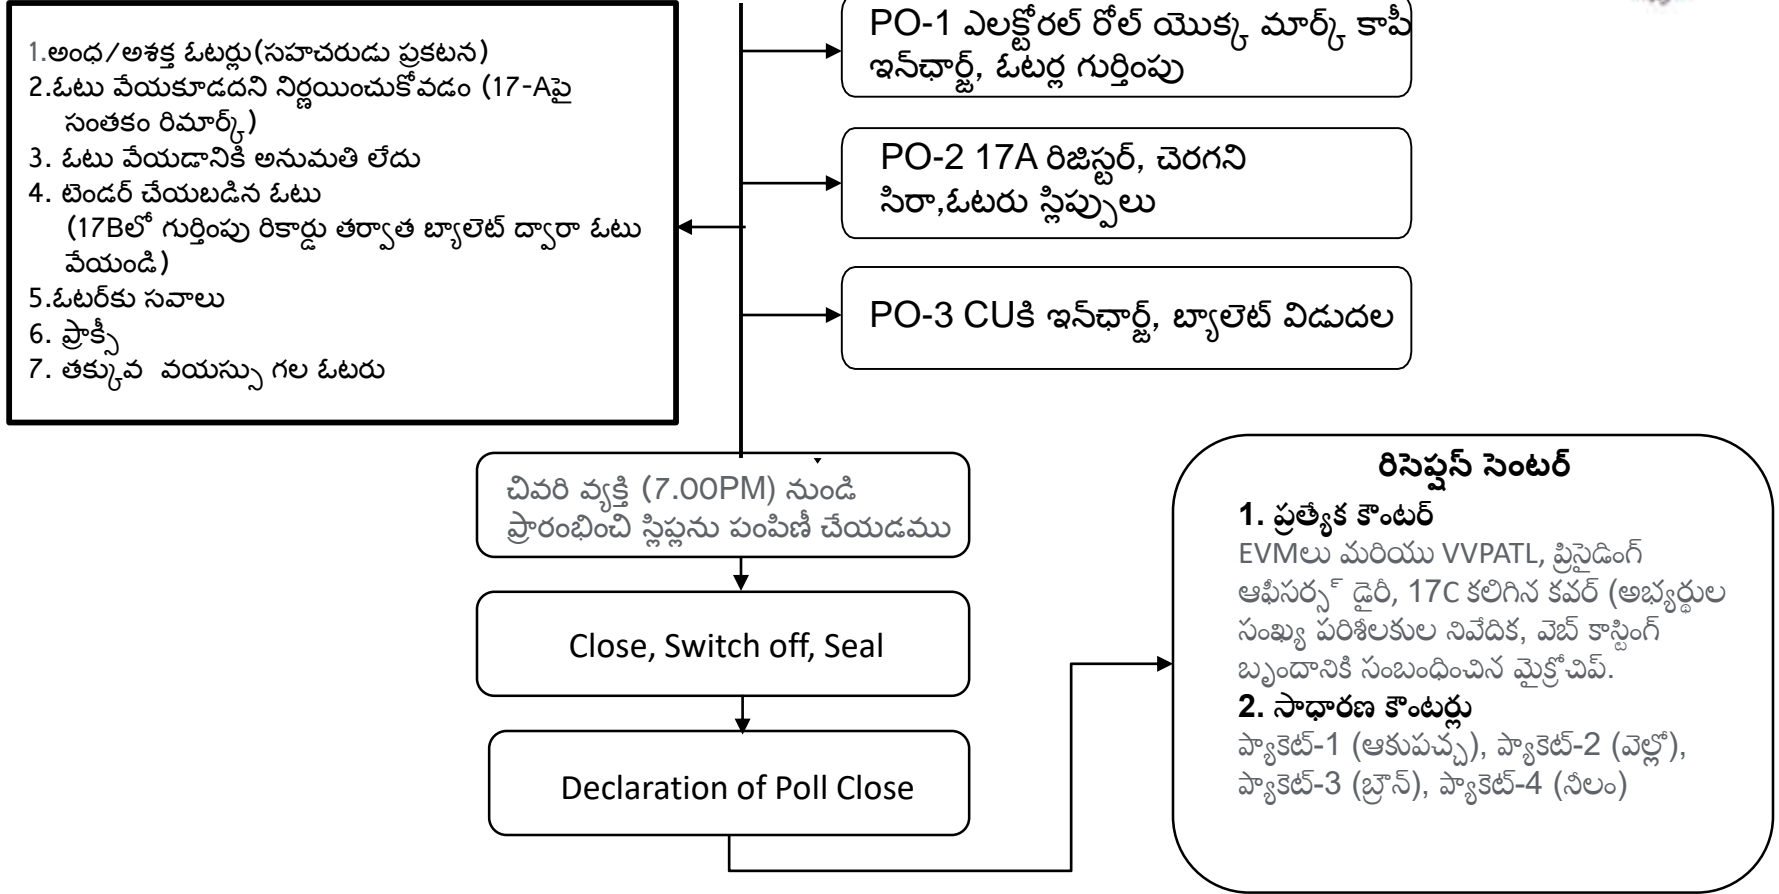 1.అంధ/అశక్త ఓటర్లు(సహచరుడు ప్రకటన)
2.ఓటు వేయకూడదని నిర్ణయించుకోవడం (17-Aపై
సంతకం రిమార్క్)
3. ఓటు వేయడానికి అనుమతి లేదు
4. టెండర్ చేయబడిన ఓటు
(17Bలో గుర్తింపు రికార్డు తర్వాత బ్యాలెట్ ద్వారా ఓటు
వేయండి)
5.ఓటర్‌కు సవాలు
6. ప్రాక్సీ
7. తక్కువ వయస్సు గల ఓటరు
PO-1 ఎలక్టోరల్ రోల్ యొక్క మార్క్ కాపీ
ఇన్‌ఛార్జ్, ఓటర్ల గుర్తింపు
PO-2 17A రిజిస్టర్, చెరగని
సిరా,ఓటరు స్లిప్పులు
PO-3 CUకి ఇన్‌ఛార్జ్, బ్యాలెట్ విడుదల
చివరి వ్యక్తి (7.00PM) నుండి
ప్రారంభించి స్లిప్లను పంపిణీ చేయడము
Close, Switch off, Seal
Declaration of Poll Close
రిసెప్షన్ సెంటర్
1. ప్రత్యేక కౌంటర్
EVMలు మరియు VVPATL, ప్రిసైడింగ్
ఆఫీసర్స్ డైరీ, 17C కలిగిన కవర్ (అభ్యర్థుల
సంఖ్య పరిశీలకుల నివేదిక, వెబ్ కాస్టింగ్
బృందానికి సంబంధించిన మైక్రోచిప్.
2. సాధారణ కౌంటర్లు
ప్యాకెట్-1 (ఆకుపచ్చ), ప్యాకెట్-2 (వెల్లో),
ప్యాకెట్-3 (బ్రౌన్), ప్యాకెట్-4 (నీలం)